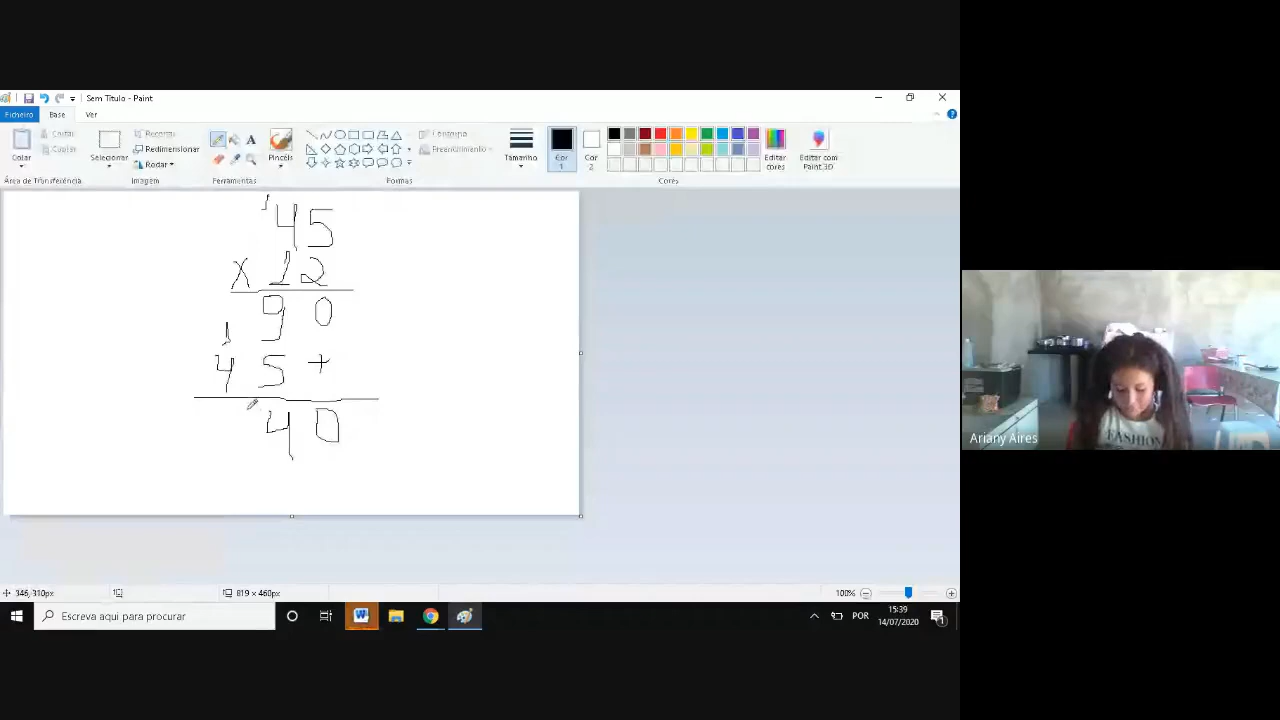 Sem Título - Paint
Ficheiro Base Ver
Colar
Cortar
Copiar
Área de Transferência
Selecionar
Recortar
Redimensionar
Rodar
Imagem
A
Ferramentas
Pincéis
Formas
Contorno
Preenchimento
Tamanho
Cor 1
Cor 2
Editar cores
Cores
Editar com Paint 3D
1
45
x 12
90
1
45+
40
Ariany Aires
346, 310px
819 × 460px
100%
Escreva aqui para procurar
POR
15:39
14/07/2020
1